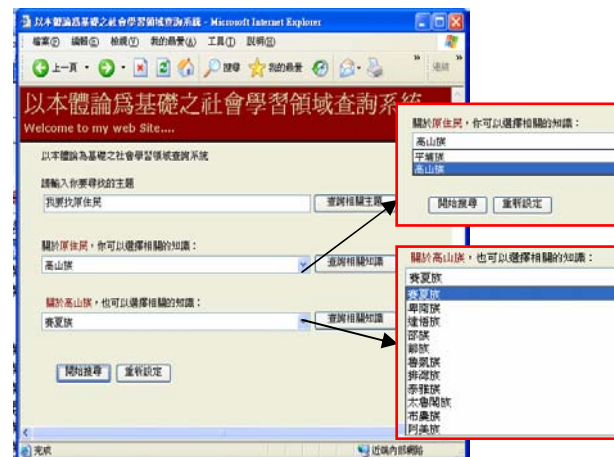 以本體論為基礎之社會學習領域查詢系統 - Microsoft Internet Explorer
檔案(F) 編輯(E) 檢視(V) 我的最愛(A) 工具(T) 說明(H)
上一頁 搜尋 我的最愛 連結
以本體論為基礎之社會學習領域查詢系統
Welcome to my web Site....
以本體論為基礎之社會學習領域查詢系統
請輸入你要尋找的主題
我要找原住民 查詢相關主題
關於原住民，你可以選擇相關的知識：
高山族 查詢相關知識
關於高山族，也可以選擇相關的知識：
賽夏族 查詢相關知識
開始搜尋 重新設定
完成 近端內部網路
關於原住民，你可以選擇相關的知識：
高山族
平埔族
高山族
開始搜尋 重新設定
關於高山族，也可以選擇相關的知識：
賽夏族
賽夏族
卑南族
達悟族
邵族
鄒族
魯凱族
排灣族
泰雅族
太魯閣族
布農族
阿美族